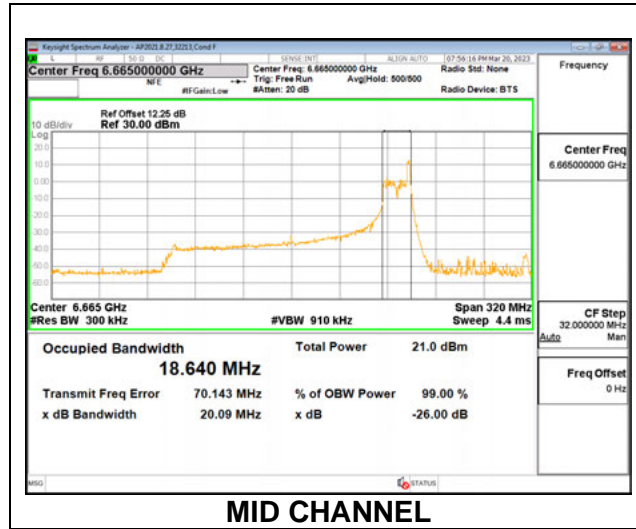 Keysight Spectrum Analyzer - AP2021.8.27,32213,Cond F
L RF 50 Ω DC SENSE:INT ALIGN AUTO 07:56:16 PM Mar 20, 2023
Center Freq 6.665000000 GHz
NFE
#IFGain:Low
Center Freq: 6.665000000 GHz
Trig: Free Run Avg|Hold: 500/500
#Atten: 20 dB
Radio Std: None
Radio Device: BTS
Frequency
Ref Offset 12.25 dB
10 dB/div Ref 30.00 dBm
Log
20.0
10.0
0.00
-10.0
-20.0
-30.0
-40.0
-50.0
-60.0
Center 6.665 GHz Span 320 MHz
#Res BW 300 kHz #VBW 910 kHz Sweep 4.4 ms
Occupied Bandwidth Total Power 21.0 dBm
18.640 MHz
Transmit Freq Error 70.143 MHz % of OBW Power 99.00 %
x dB Bandwidth 20.09 MHz x dB -26.00 dB
Center Freq
6.665000000 GHz
CF Step
32.000000 MHz
Auto Man
Freq Offset
0 Hz
MSG STATUS
MID CHANNEL